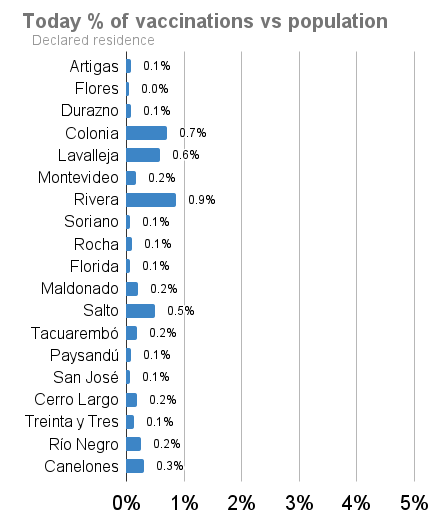 Today % of vaccinations vs population
Declared residence
Artigas 0.1%
Flores 0.0%
Durazno 0.1%
Colonia 0.7%
Lavalleja 0.6%
Montevideo 0.2%
Rivera 0.9%
Soriano 0.1%
Rocha 0.1%
Florida 0.1%
Maldonado 0.2%
Salto 0.5%
Tacuarembó 0.2%
Paysandú 0.1%
San José 0.1%
Cerro Largo 0.2%
Treinta y Tres 0.1%
Río Negro 0.2%
Canelones 0.3%
0% 1% 2% 3% 4% 5%